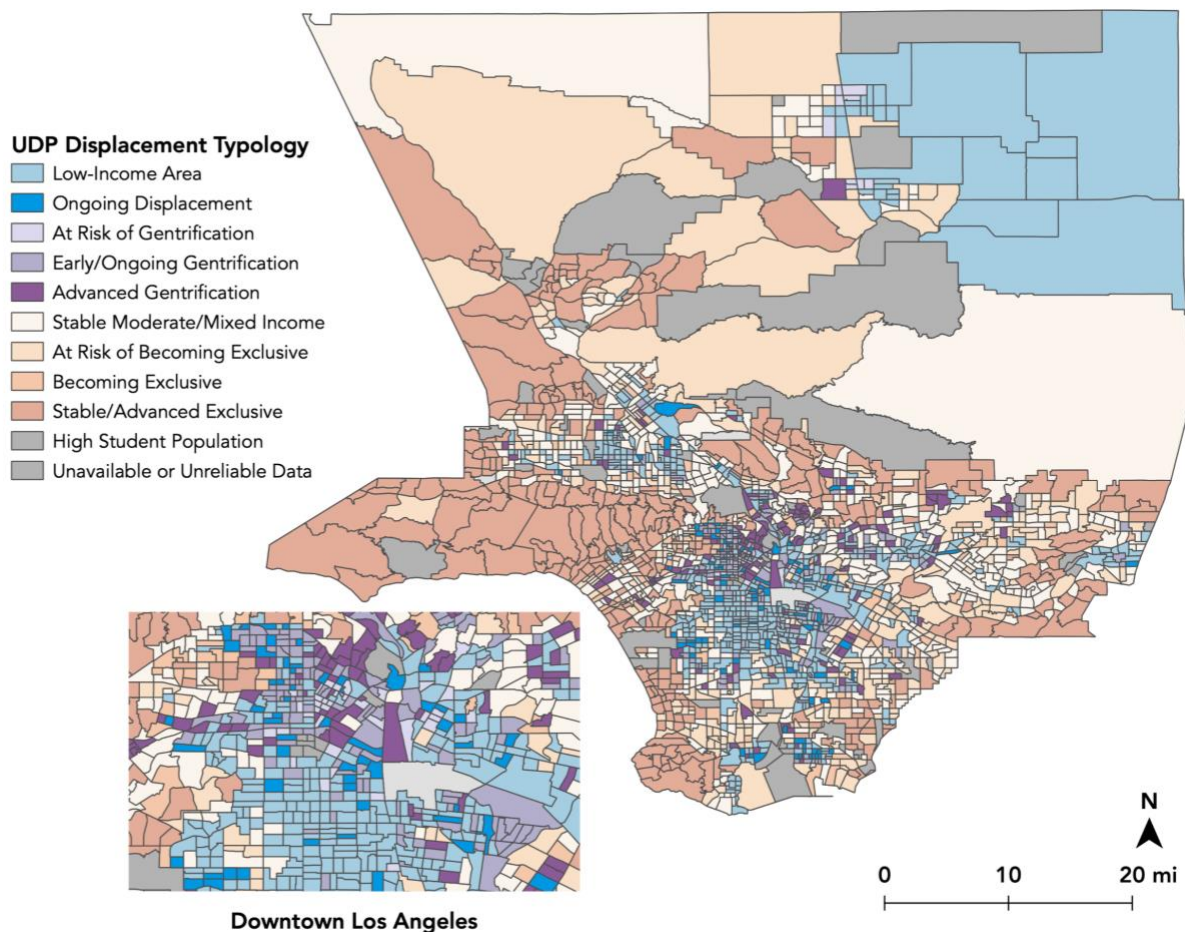 UDP Displacement Typology
Low-Income Area
Ongoing Displacement
At Risk of Gentrification
Early/Ongoing Gentrification
Advanced Gentrification
Stable Moderate/Mixed Income
At Risk of Becoming Exclusive
Becoming Exclusive
Stable/Advanced Exclusive
High Student Population
Unavailable or Unreliable Data
N
0 10 20 mi
Downtown Los Angeles